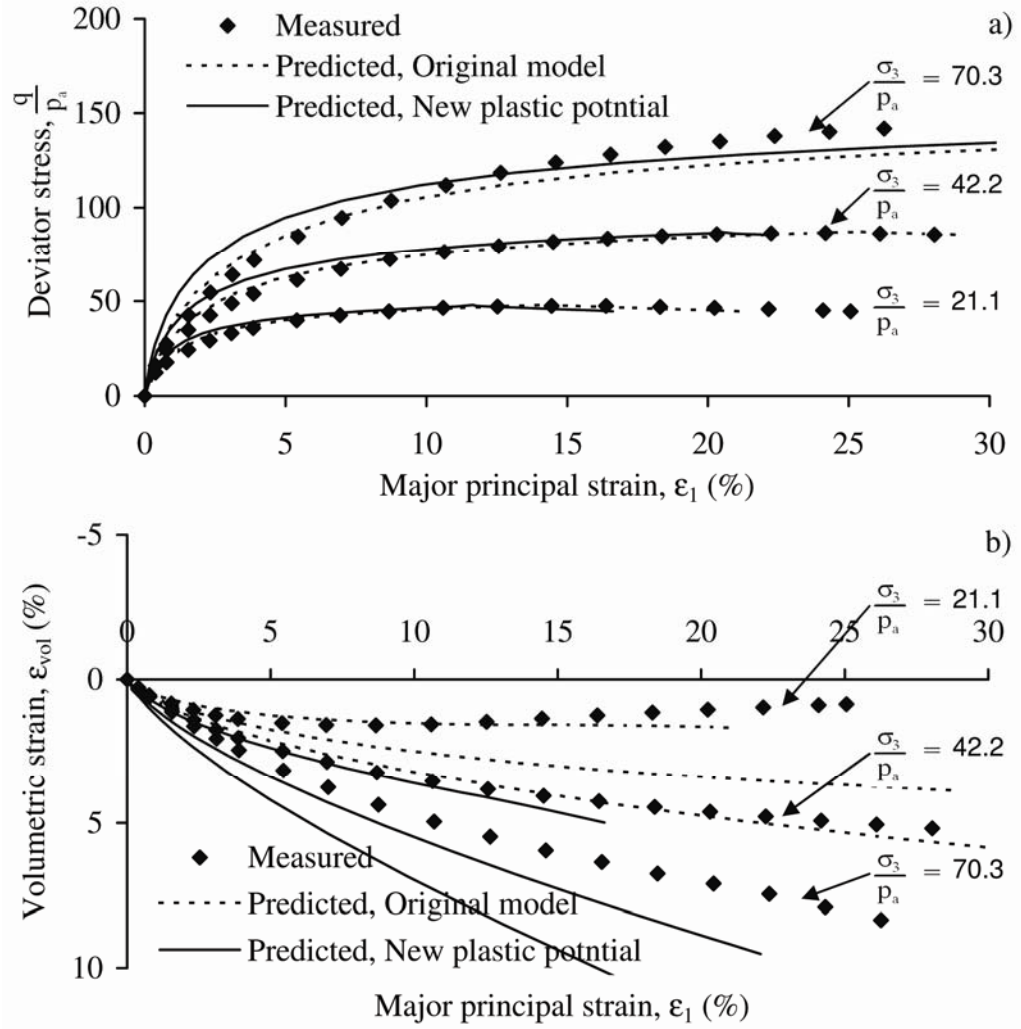 200
a)
Measured
Predicted, Original model
Predicted, New plastic potntial
σ3/pa = 70.3
150
Deviator stress, q/pa
σ3/pa = 42.2
100
50
σ3/pa = 21.1
0
0 5 10 15 20 25 30
Major principal strain, ε1 (%)
-5
b)
σ3/pa = 21.1
0 5 10 15 20 25 30
0
Volumetric strain, εvol (%)
σ3/pa = 42.2
5
Measured
σ3/pa = 70.3
Predicted, Original model
Predicted, New plastic potntial
10
Major principal strain, ε1 (%)